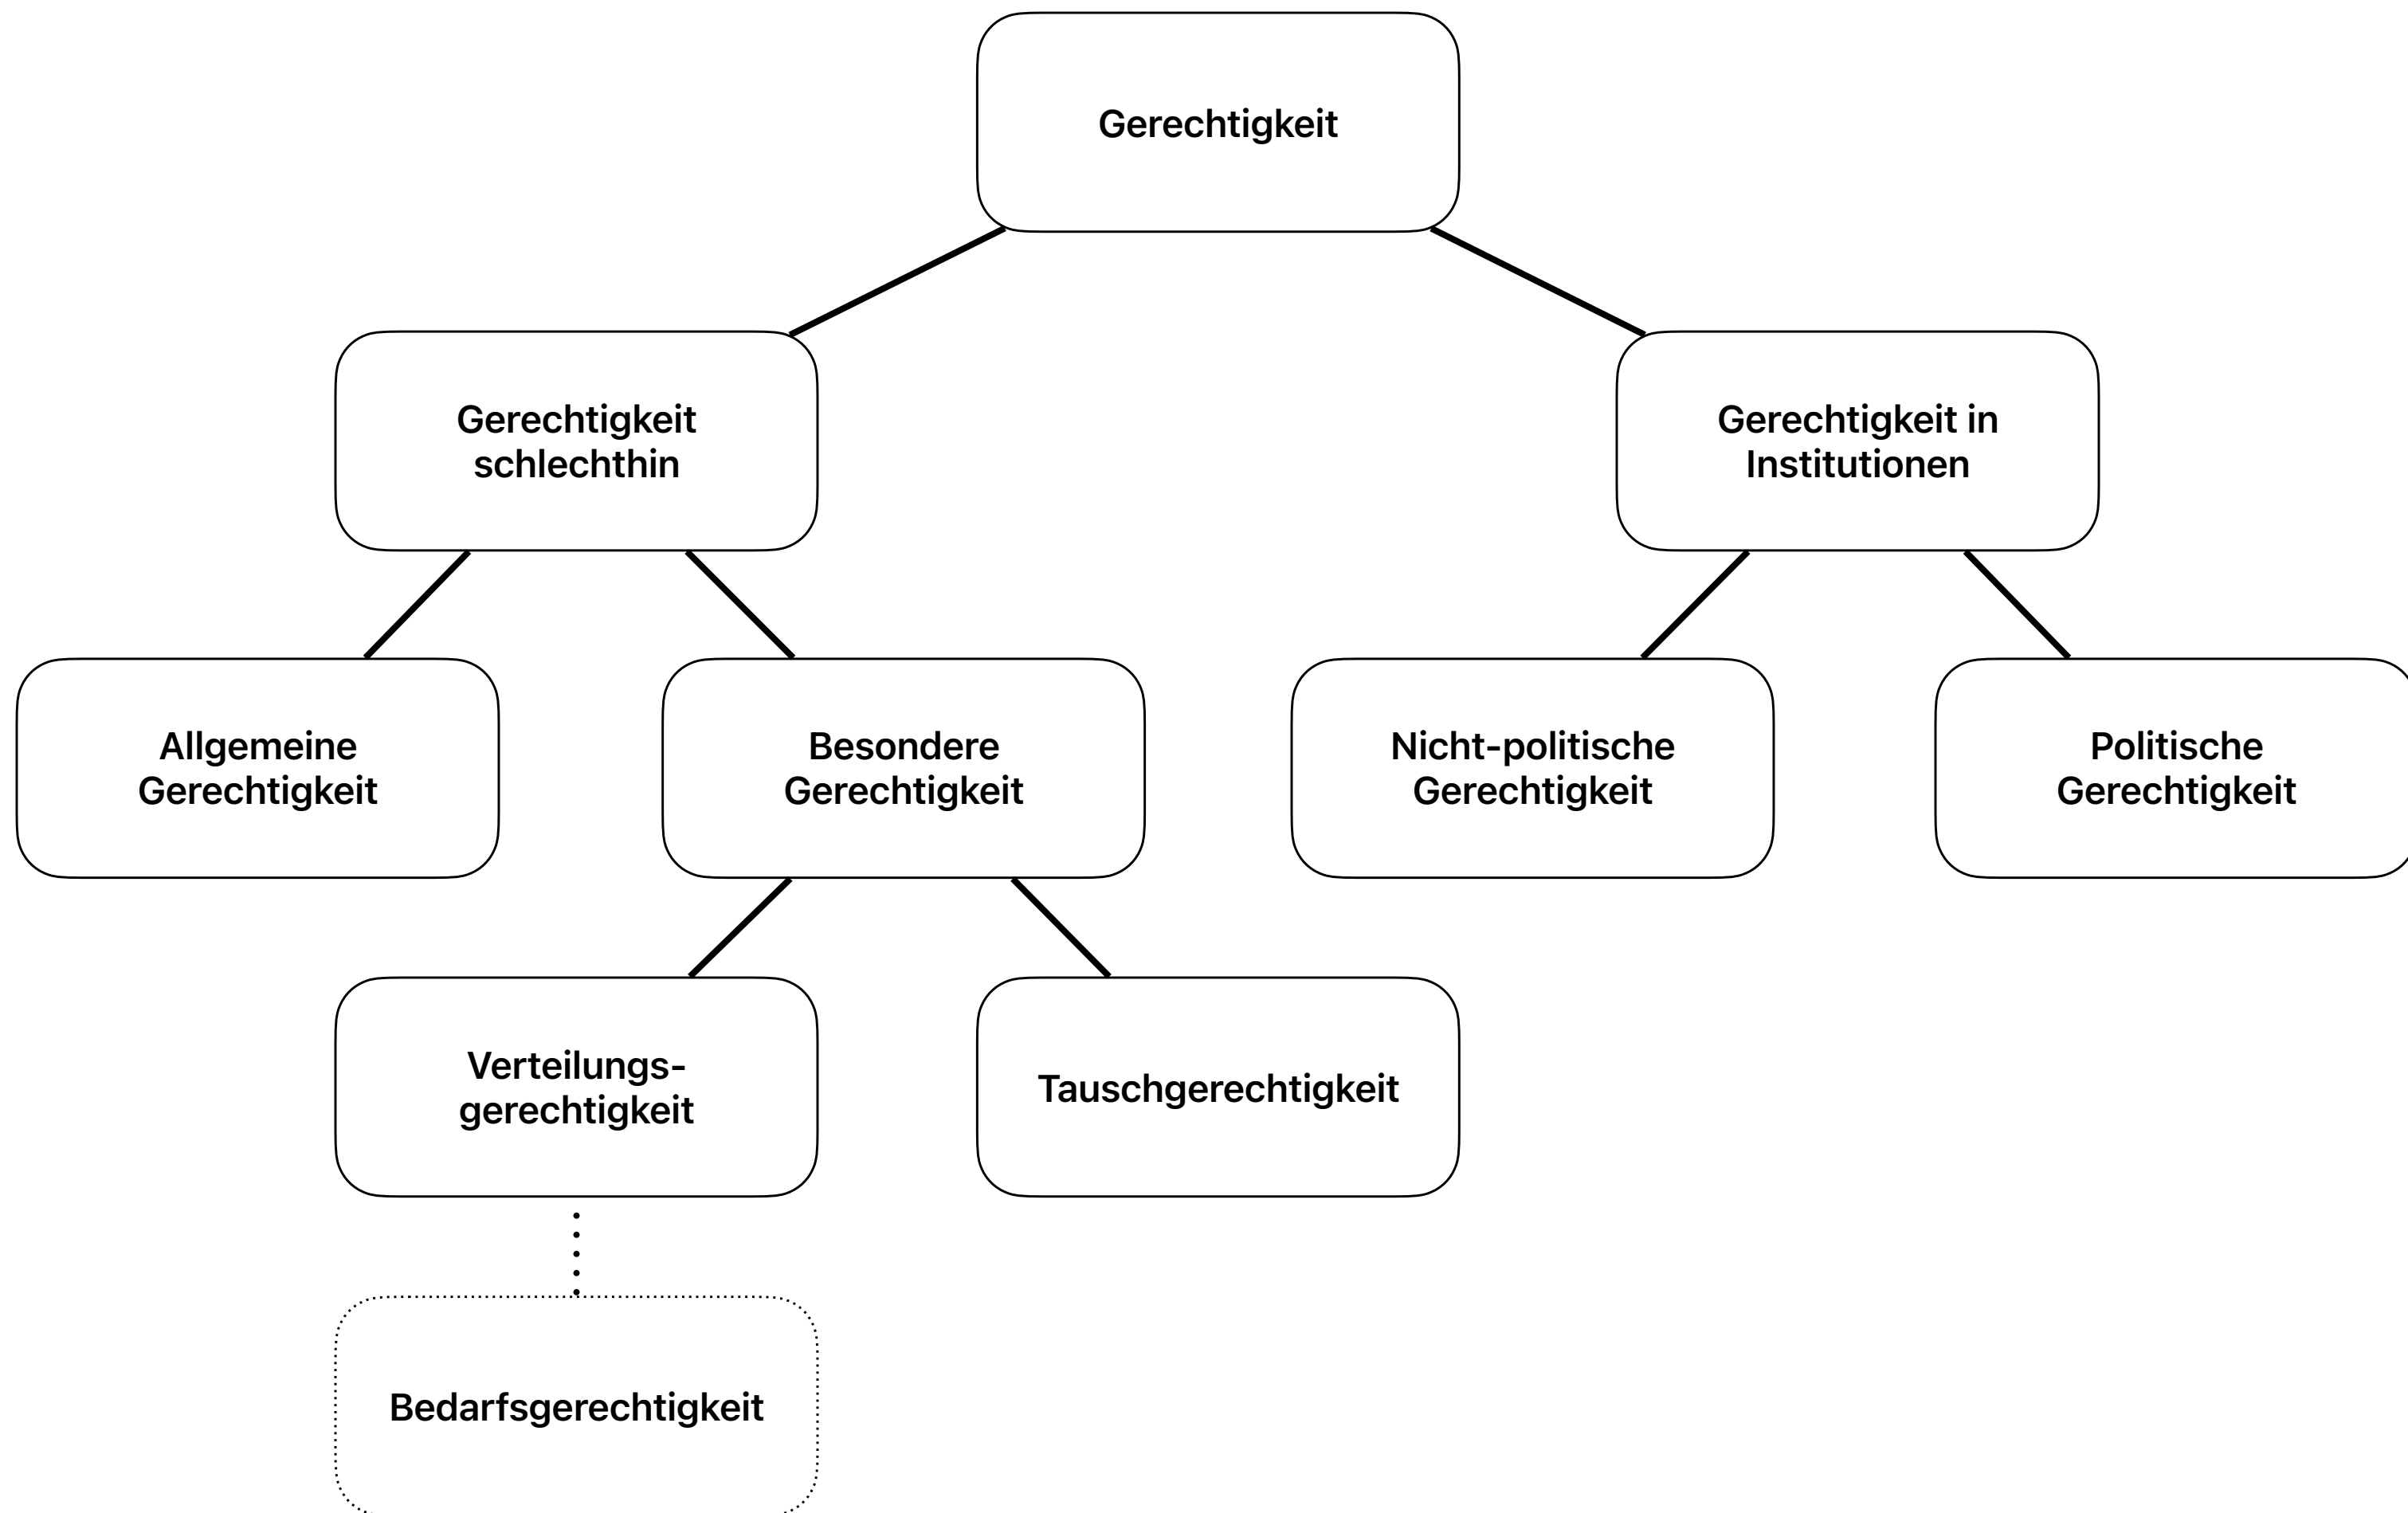 Gerechtigkeit
Gerechtigkeit
schlechthin
Gerechtigkeit in
Institutionen
Allgemeine
Gerechtigkeit
Besondere
Gerechtigkeit
Nicht-politische
Gerechtigkeit
Politische
Gerechtigkeit
Verteilungs-
gerechtigkeit
Tauschgerechtigkeit
Bedarfsgerechtigkeit